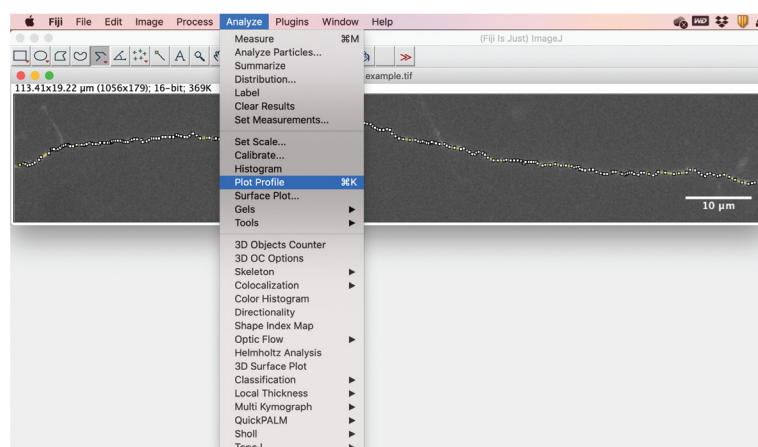 Fiji File Edit Image Process Analyze Plugins Window Help
(Fiji Is Just) ImageJ
A
example.tif
113.41x19.22 µm (1056x179); 16-bit; 369K
10 µm
Measure ⌘M
Analyze Particles...
Summarize
Distribution...
Label
Clear Results
Set Measurements...
Set Scale...
Calibrate...
Histogram
Plot Profile ⌘K
Surface Plot...
Gels
Tools
3D Objects Counter
3D OC Options
Skeleton
Colocalization
Color Histogram
Directionality
Shape Index Map
Optic Flow
Helmholtz Analysis
3D Surface Plot
Classification
Local Thickness
Multi Kymograph
QuickPALM
Sholl